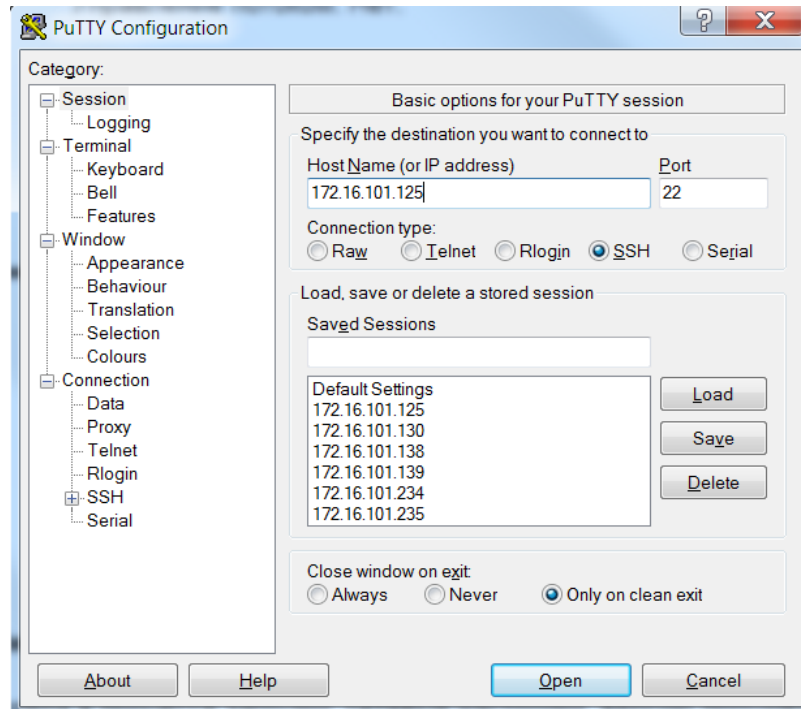 PuTTY Configuration
Category:
Session
Logging
Terminal
Keyboard
Bell
Features
Window
Appearance
Behaviour
Translation
Selection
Colours
Connection
Data
Proxy
Telnet
Rlogin
SSH
Serial
Basic options for your PuTTY session
Specify the destination you want to connect to
Host Name (or IP address) Port
172.16.101.125 22
Connection type:
Raw Telnet Rlogin SSH Serial
Load, save or delete a stored session
Saved Sessions
Default Settings
172.16.101.125
172.16.101.130
172.16.101.138
172.16.101.139
172.16.101.234
172.16.101.235
Load
Save
Delete
Close window on exit:
Always Never Only on clean exit
About Help Open Cancel